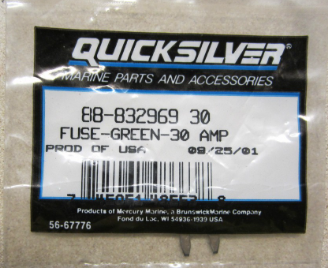 QUICKSILVER®
MARINE PARTS AND ACCESSORIES
88-832969 30
FUSE-GREEN-30 AMP
PROD OF USA 09/25/01
Products of Mercury Marine, a Brunswick Marine Company
Fond du Lac, WI 54936-1939 USA
56-67776